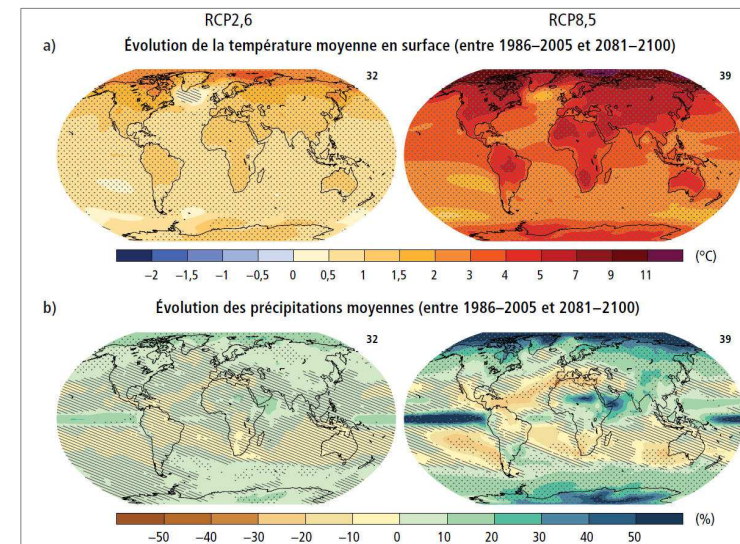 RCP2,6 RCP8,5
a) Évolution de la température moyenne en surface (entre 1986–2005 et 2081–2100)
32 39
(°C)
−2 −1,5 −1 −0,5 0 0,5 1 1,5 2 3 4 5 7 9 11
b) Évolution des précipitations moyennes (entre 1986–2005 et 2081–2100)
32 39
(%)
−50 −40 −30 −20 −10 0 10 20 30 40 50